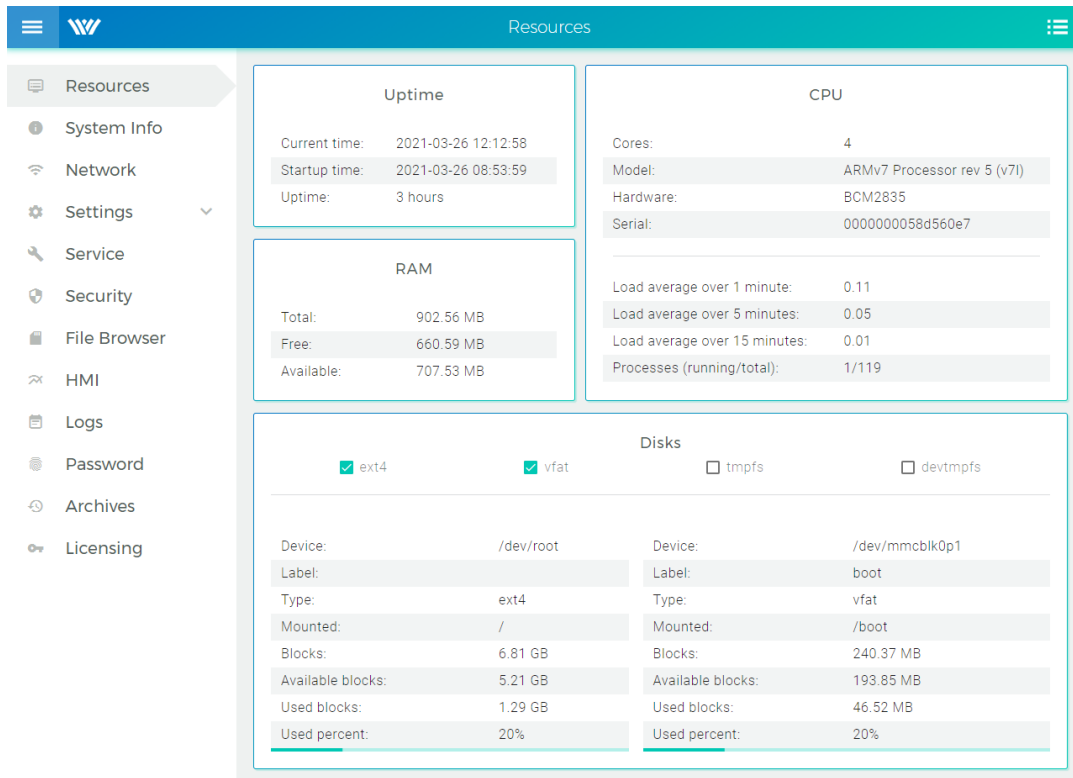 Resources
Resources
System Info
Network
Settings
Service
Security
File Browser
HMI
Logs
Password
Archives
Licensing
Uptime
Current time: 2021-03-26 12:12:58
Startup time: 2021-03-26 08:53:59
Uptime: 3 hours
RAM
Total: 902.56 MB
Free: 660.59 MB
Available: 707.53 MB
CPU
Cores: 4
Model: ARMv7 Processor rev 5 (v7l)
Hardware: BCM2835
Serial: 0000000058d560e7
Load average over 1 minute: 0.11
Load average over 5 minutes: 0.05
Load average over 15 minutes: 0.01
Processes (running/total): 1/119
Disks
ext4 vfat tmpfs devtmpfs
Device: /dev/root
Label:
Type: ext4
Mounted: /
Blocks: 6.81 GB
Available blocks: 5.21 GB
Used blocks: 1.29 GB
Used percent: 20%
Device: /dev/mmcblk0p1
Label: boot
Type: vfat
Mounted: /boot
Blocks: 240.37 MB
Available blocks: 193.85 MB
Used blocks: 46.52 MB
Used percent: 20%